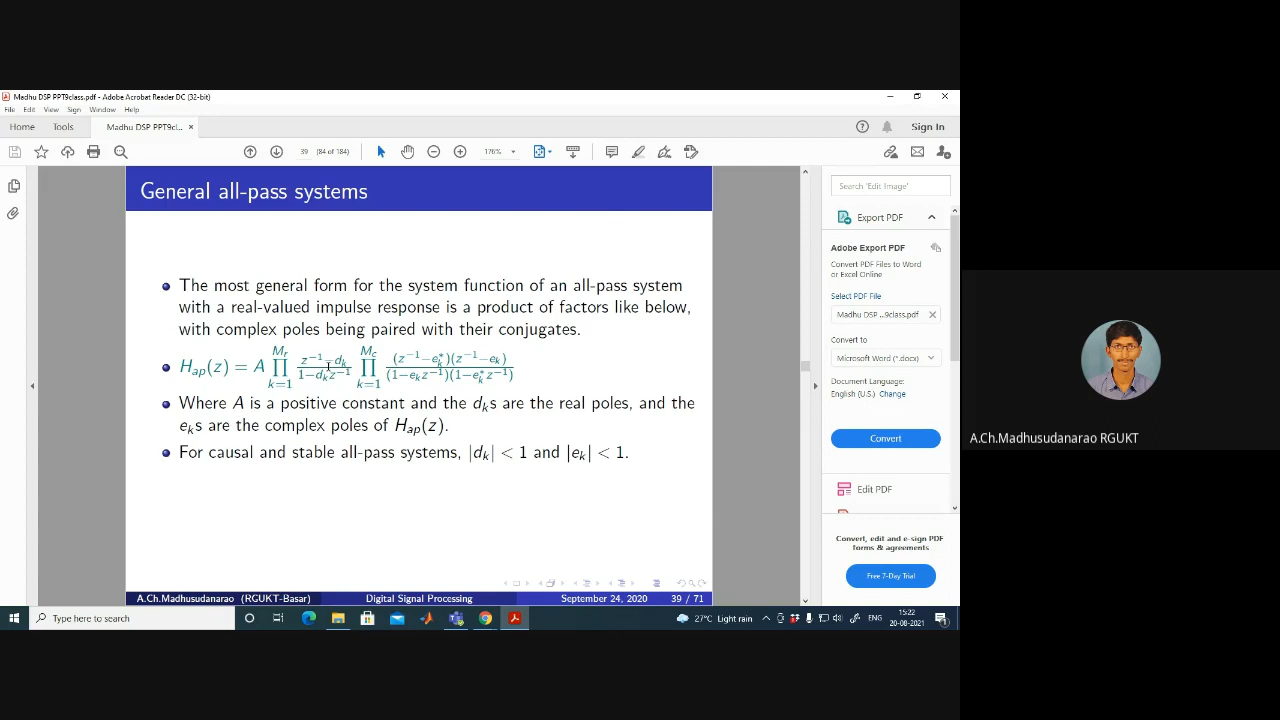 Madhu DSP PPT9class.pdf - Adobe Acrobat Reader DC (32-bit)
File Edit View Sign Window Help
Home Tools Madhu DSP PPT9cl... × Sign In
39 (84 of 184) 176%
General all-pass systems
The most general form for the system function of an all-pass system
with a real-valued impulse response is a product of factors like below,
with complex poles being paired with their conjugates.
H_{ap}(z) = A ∏_{k=1}^{M_r} \frac{z^{-1}-d_k}{1-d_k z^{-1}} ∏_{k=1}^{M_c} \frac{(z^{-1}-e_k^*)(z^{-1}-e_k)}{(1-e_k z^{-1})(1-e_k^* z^{-1})}
Where A is a positive constant and the d_ks are the real poles, and the
e_ks are the complex poles of H_{ap}(z).
For causal and stable all-pass systems, |d_k| < 1 and |e_k| < 1.
A.Ch.Madhusudanarao (RGUKT-Basar) Digital Signal Processing September 24, 2020 39 / 71
Search 'Edit Image'
Export PDF
Adobe Export PDF
Convert PDF Files to Word
or Excel Online
Select PDF File
Madhu DSP ...9class.pdf ×
Convert to
Microsoft Word (*.docx)
Document Language:
English (U.S.) Change
Convert
Edit PDF
Convert, edit and e-sign PDF
forms & agreements
Free 7-Day Trial
Type here to search
27°C Light rain ENG 15:22
20-08-2021
A.Ch.Madhusudanarao RGUKT